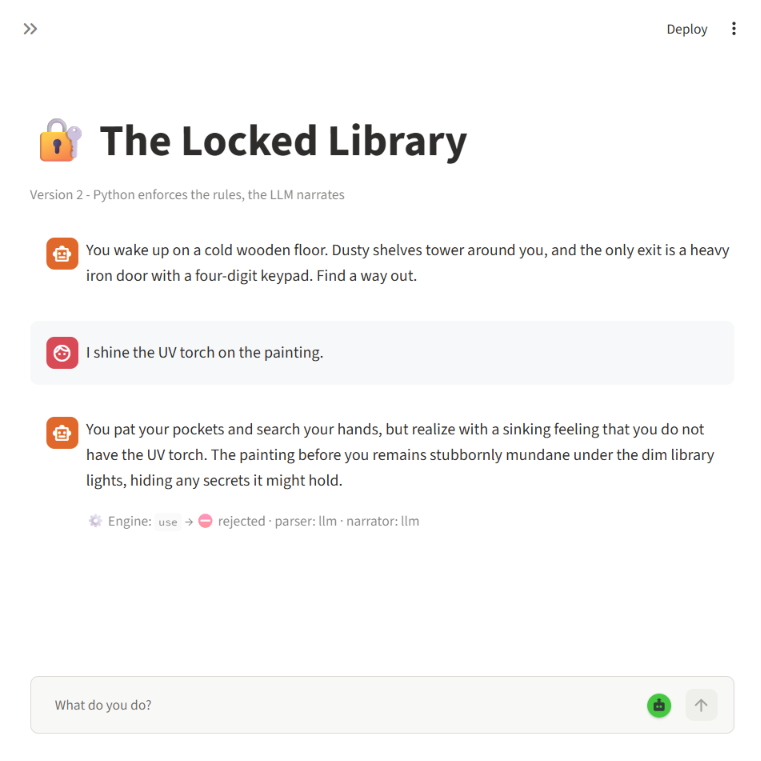 Deploy
The Locked Library
Version 2 - Python enforces the rules, the LLM narrates
You wake up on a cold wooden floor. Dusty shelves tower around you, and the only exit is a heavy
iron door with a four-digit keypad. Find a way out.
I shine the UV torch on the painting.
You pat your pockets and search your hands, but realize with a sinking feeling that you do not
have the UV torch. The painting before you remains stubbornly mundane under the dim library
lights, hiding any secrets it might hold.
Engine: use → rejected · parser: llm · narrator: llm
What do you do?